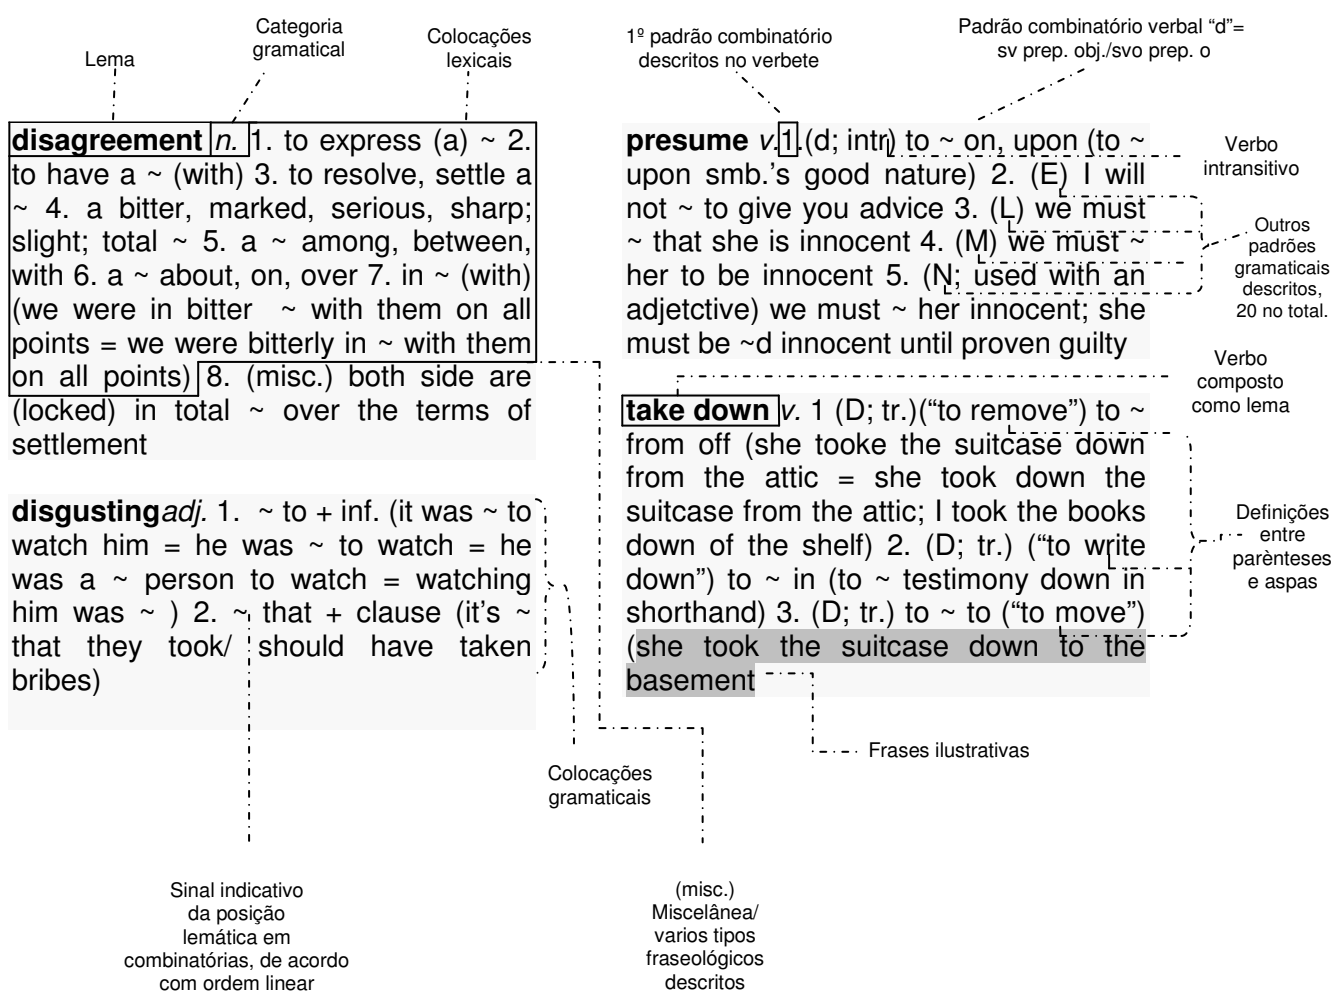 Lema
Categoria
gramatical
Colocações
lexicais
1º padrão combinatório
descritos no verbete
Padrão combinatório verbal “d”=
sv prep. obj./svo prep. o
disagreement n. 1. to express (a) ~ 2.
to have a ~ (with) 3. to resolve, settle a
~ 4. a bitter, marked, serious, sharp;
slight; total ~ 5. a ~ among, between,
with 6. a ~ about, on, over 7. in ~ (with)
(we were in bitter ~ with them on all
points = we were bitterly in ~ with them
on all points) 8. (misc.) both side are
(locked) in total ~ over the terms of
settlement
disgusting adj. 1. ~ to + inf. (it was ~ to
watch him = he was ~ to watch = he
was a ~ person to watch = watching
him was ~ ) 2. ~ that + clause (it's ~
that they took/ should have taken
bribes)
presume v.1.(d; intr) to ~ on, upon (to ~
upon smb.'s good nature) 2. (E) I will
not ~ to give you advice 3. (L) we must
~ that she is innocent 4. (M) we must ~
her to be innocent 5. (N; used with an
adjetctive) we must ~ her innocent; she
must be ~d innocent until proven guilty
take down v. 1 (D; tr.)(“to remove”) to ~
from off (she tooke the suitcase down
from the attic = she took down the
suitcase from the attic; I took the books
down of the shelf) 2. (D; tr.) (“to write
down”) to ~ in (to ~ testimony down in
shorthand) 3. (D; tr.) to ~ to (“to move”)
(she took the suitcase down to the
basement
Verbo
intransitivo
Outros
padrões
gramaticais
descritos,
20 no total.
Verbo
composto
como lema
Definições
entre
parènteses
e aspas
Frases ilustrativas
Colocações
gramaticais
Sinal indicativo
da posição
lemática em
combinatórias, de acordo
com ordem linear
(misc.)
Miscelânea/
varios tipos
fraseológicos
descritos